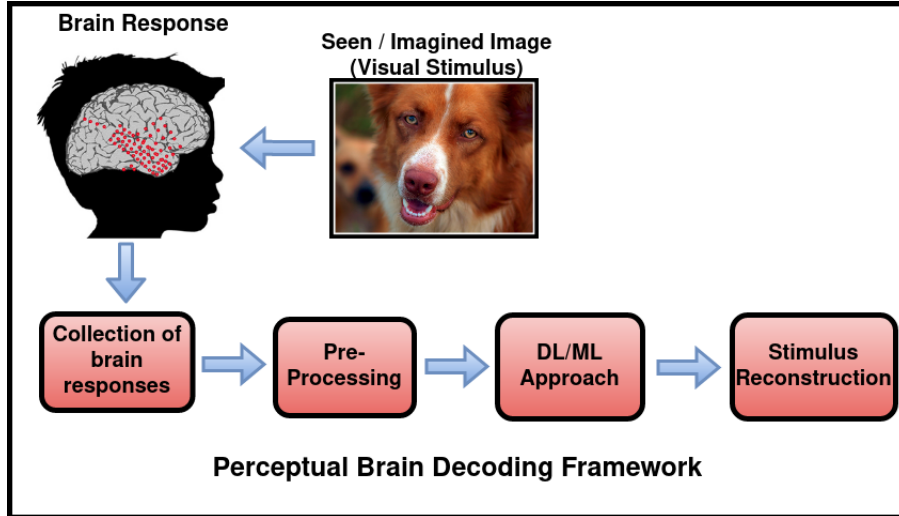 Brain Response
Seen / Imagined Image
(Visual Stimulus)
Collection of
brain
responses
Pre-
Processing
DL/ML
Approach
Stimulus
Reconstruction
Perceptual Brain Decoding Framework